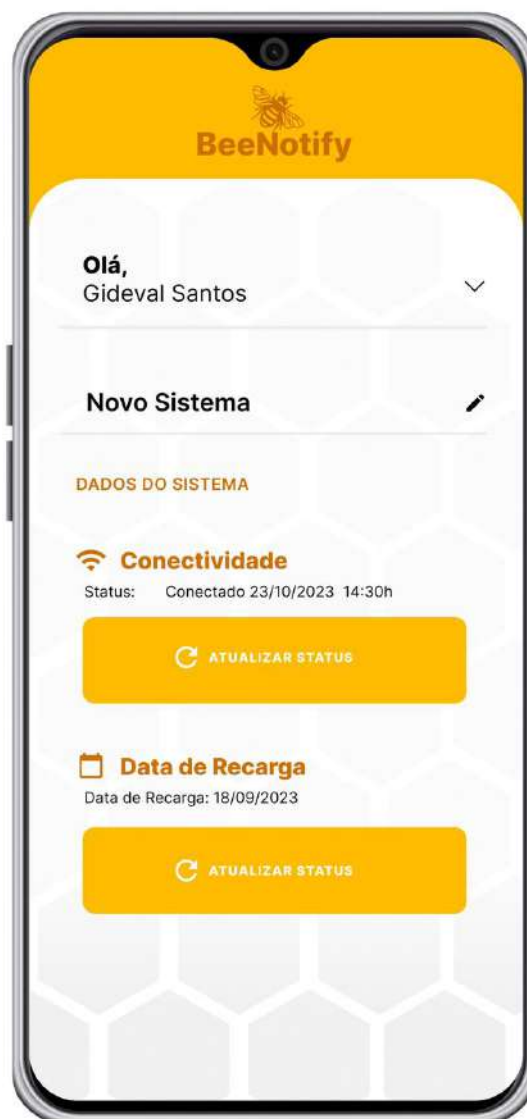 BeeNotify
Olá,
Gideval Santos
Novo Sistema
DADOS DO SISTEMA
Conectividade
Status: Conectado 23/10/2023 14:30h
ATUALIZAR STATUS
Data de Recarga
Data de Recarga: 18/09/2023
ATUALIZAR STATUS